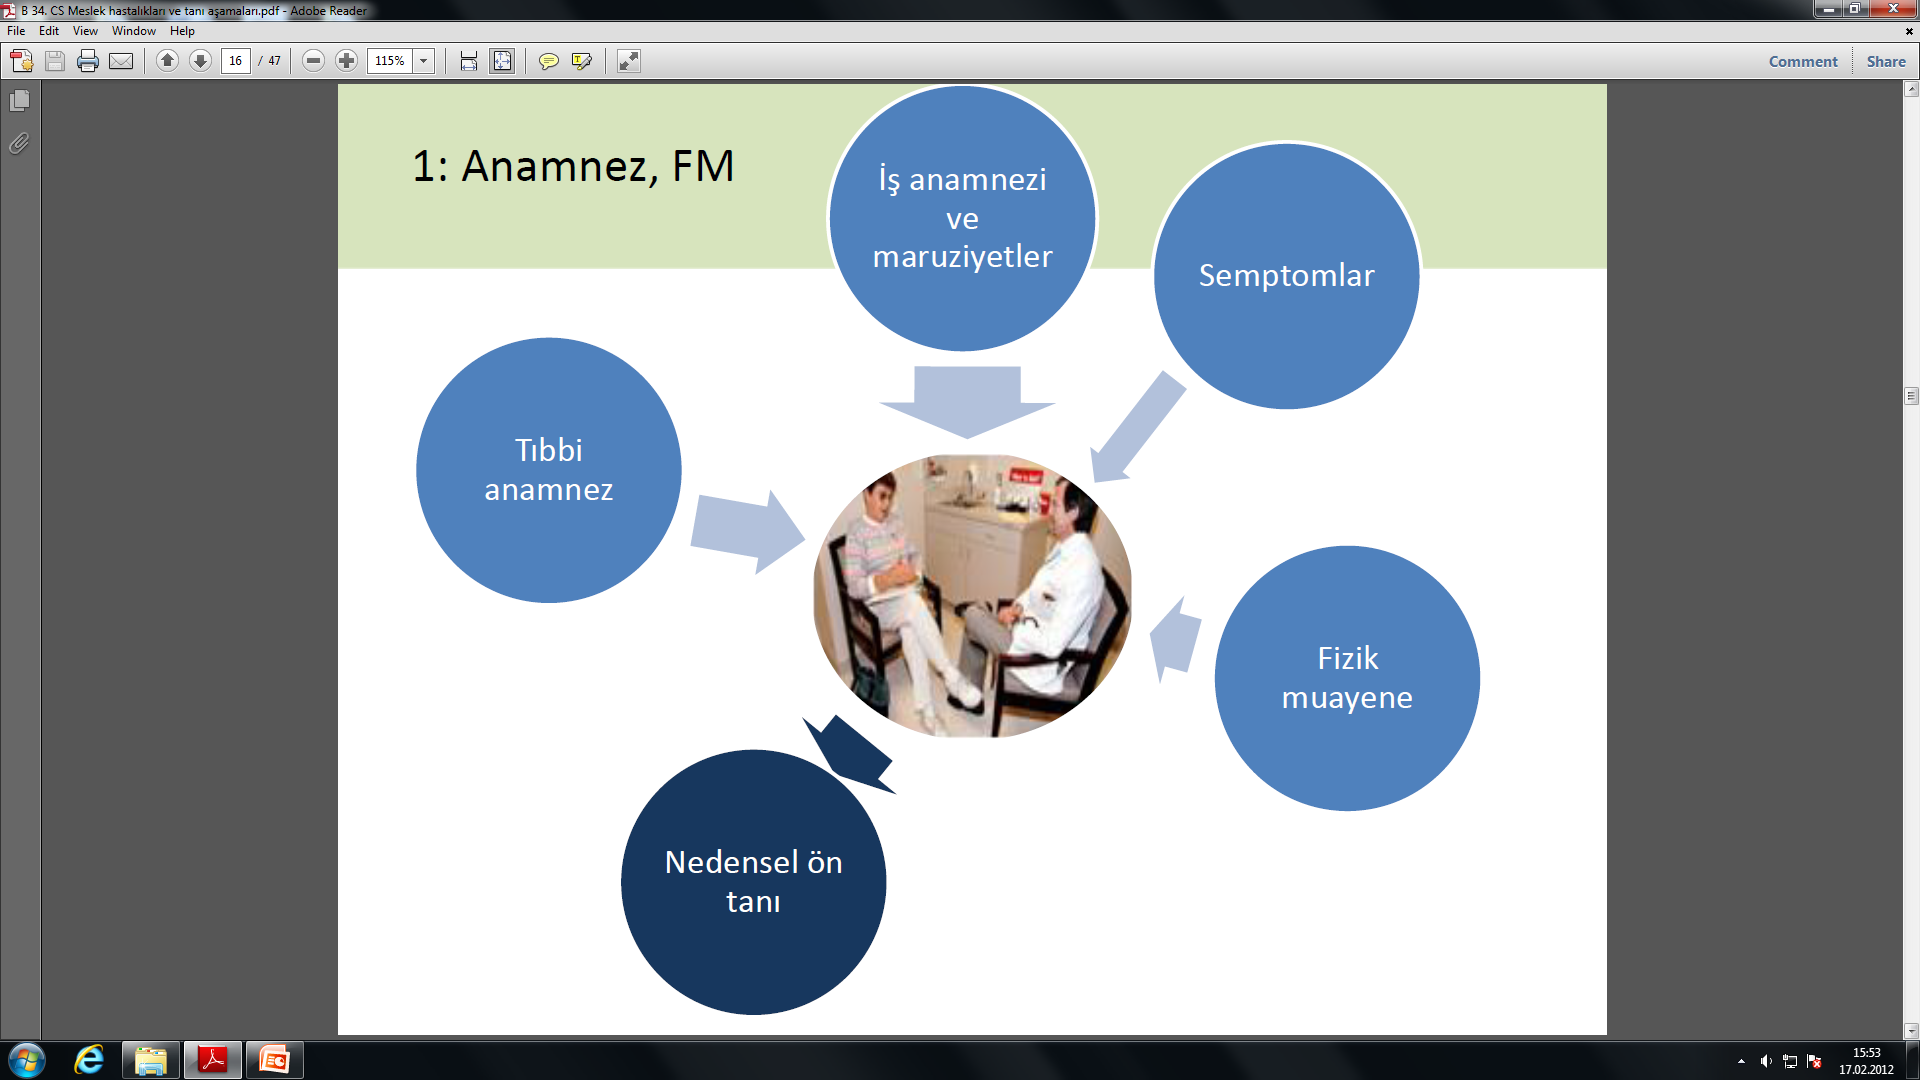 B 34. CS Meslek hastalıkları ve tanı aşamaları.pdf - Adobe Reader
File Edit View Window Help
16 / 47 115% Comment Share
1: Anamnez, FM
İş anamnezi
ve
maruziyetler
Semptomlar
Tıbbi
anamnez
Fizik
muayene
Nedensel ön
tanı
15:53
17.02.2012